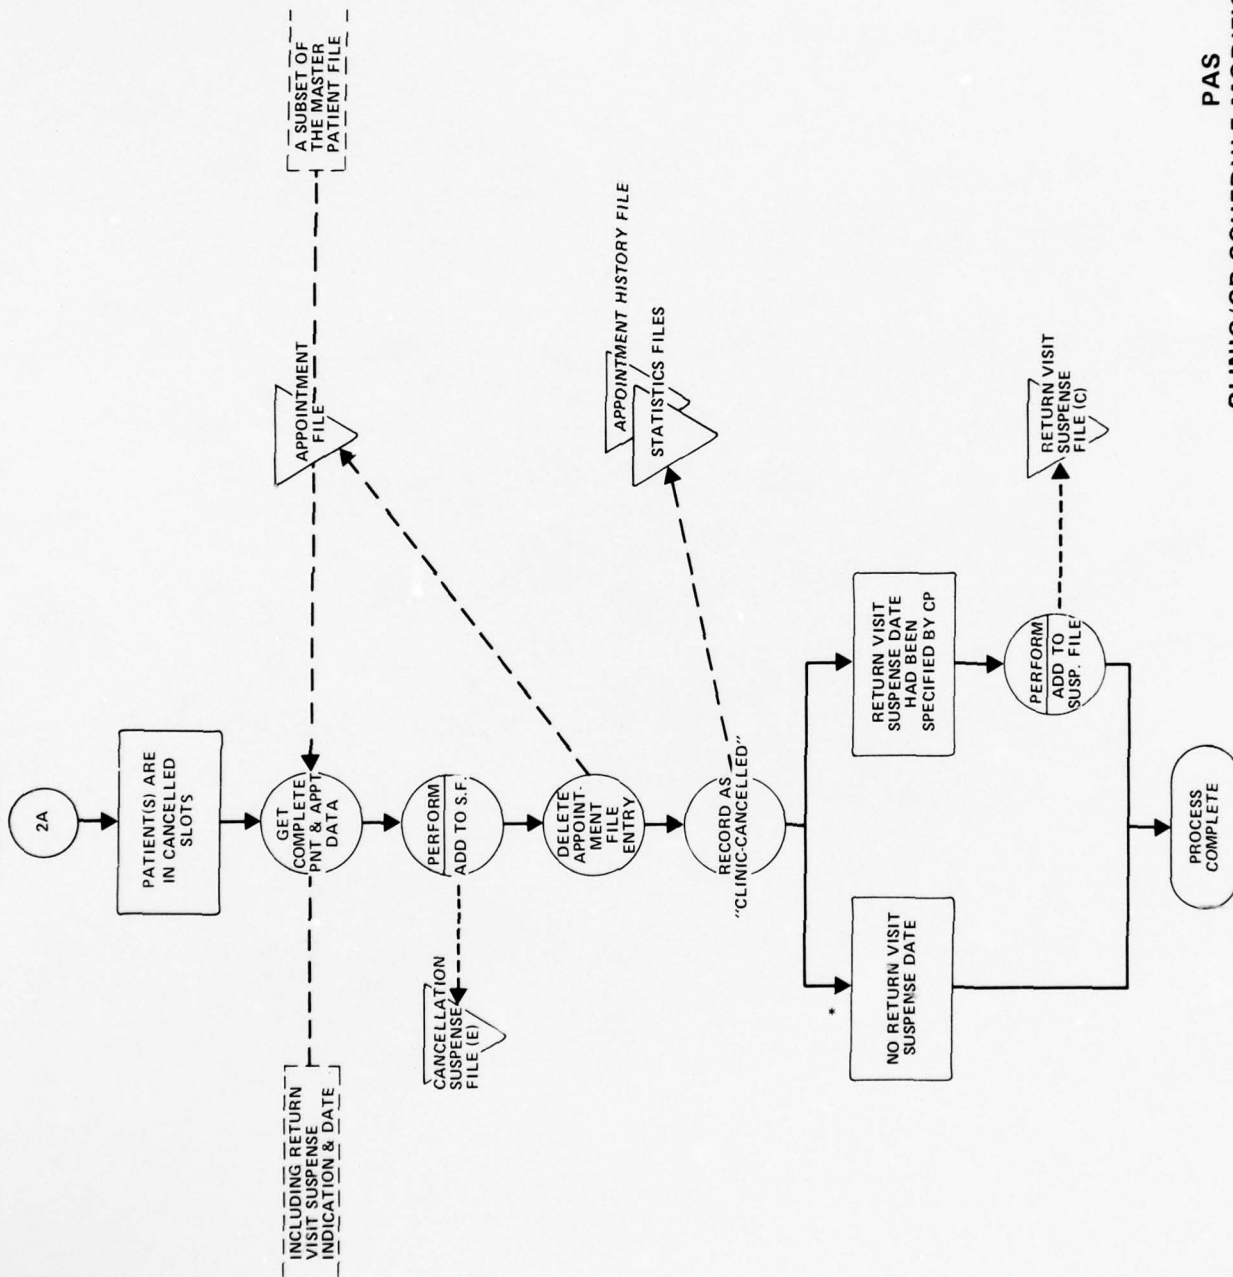 2A
PATIENT(S) ARE
IN CANCELLED
SLOTS
INCLUDING RETURN
VISIT SUSPENSE
INDICATION & DATE
GET
COMPLETE
PNT & APPT
DATA
APPOINTMENT
FILE
A SUBSET OF
THE MASTER
PATIENT FILE
CANCELLATION
SUSPENSE
FILE (E)
PERFORM
ADD TO S.F.
DELETE
APPOINT-
MENT
FILE
ENTRY
RECORD AS
"CLINIC-CANCELLED"
APPOINTMENT HISTORY FILE
STATISTICS FILES
*
NO RETURN VISIT
SUSPENSE DATE
RETURN VISIT
SUSPENSE DATE
HAD BEEN
SPECIFIED BY CP
PERFORM
ADD TO
SUSP. FILE
RETURN VISIT
SUSPENSE
FILE (C)
PROCESS
COMPLETE
PAS